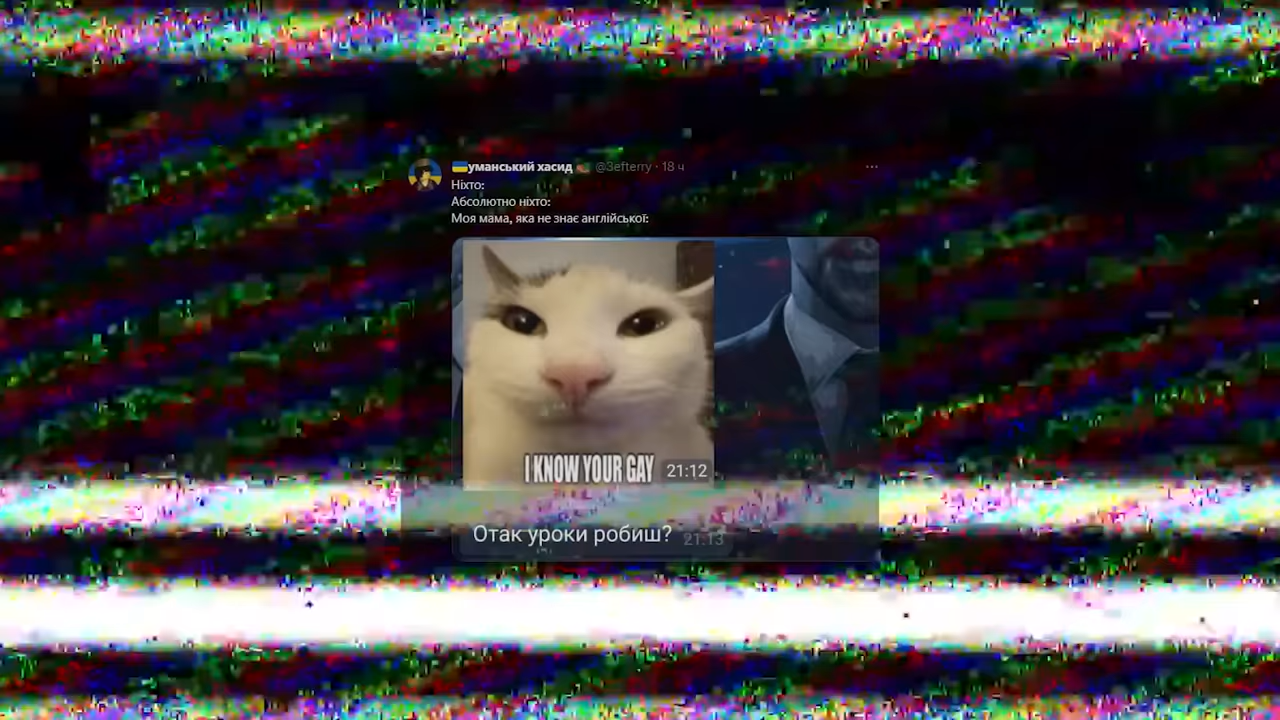 уманський хасид @3efterry · 18 ч
Ніхто:
Абсолютно ніхто:
Моя мама, яка не знає англійської:
I KNOW YOUR GAY 21:12
Отак уроки робиш? 21:13